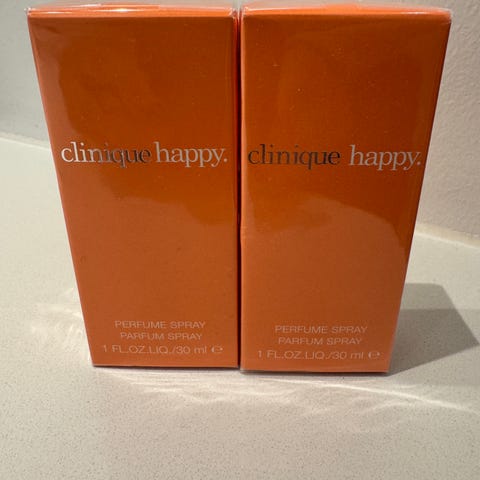 clinique happy.
PERFUME SPRAY
PARFUM SPRAY
1 FL.OZ.LIQ./30 ml ℮
clinique happy.
PERFUME SPRAY
PARFUM SPRAY
1 FL.OZ.LIQ./30 ml ℮